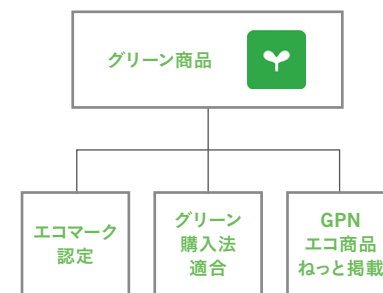 グリーン商品
エコマーク
認定
グリーン
購入法
適合
GPN
エコ商品
ねっと掲載